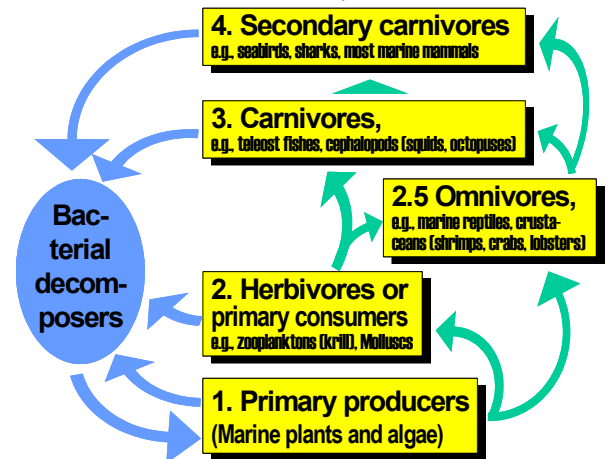 4. Secondary carnivores
e.g., seabirds, sharks, most marine mammals
3. Carnivores,
e.g., teleost fishes, cephalopods (squids, octopuses)
2.5 Omnivores,
e.g., marine reptiles, crusta-
ceans (shrimps, crabs, lobsters)
Bac-
terial
decom-
posers
2. Herbivores or
primary consumers
e.g., zooplanktons (krill), Molluscs
1. Primary producers
(Marine plants and algae)